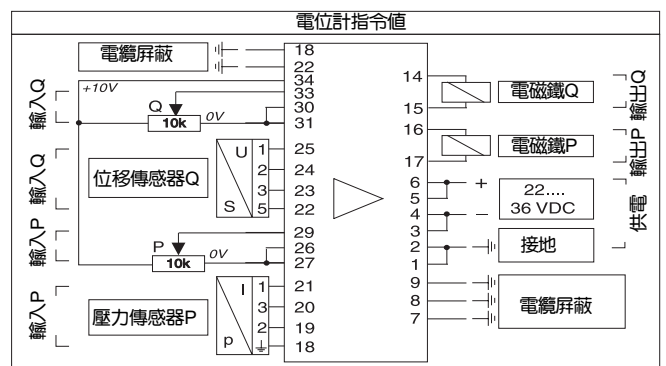 電位計指令値
電纜屏蔽
18
22
34
+10V
33
輸入Q
Q
30
10k
0V
31
輸入Q
位移傳感器Q
U
S
1
2
3
5
25
24
23
22
29
輸入P
P
26
10k
0V
27
輸入P
壓力傳感器P
I
p
1
3
2
21
20
19
18
14
15
電磁鐵Q
輸出Q
16
17
電磁鐵P
輸出P
6
+
5
22....
36 VDC
4
−
3
供電
2
接地
1
9
8
7
電纜屏蔽